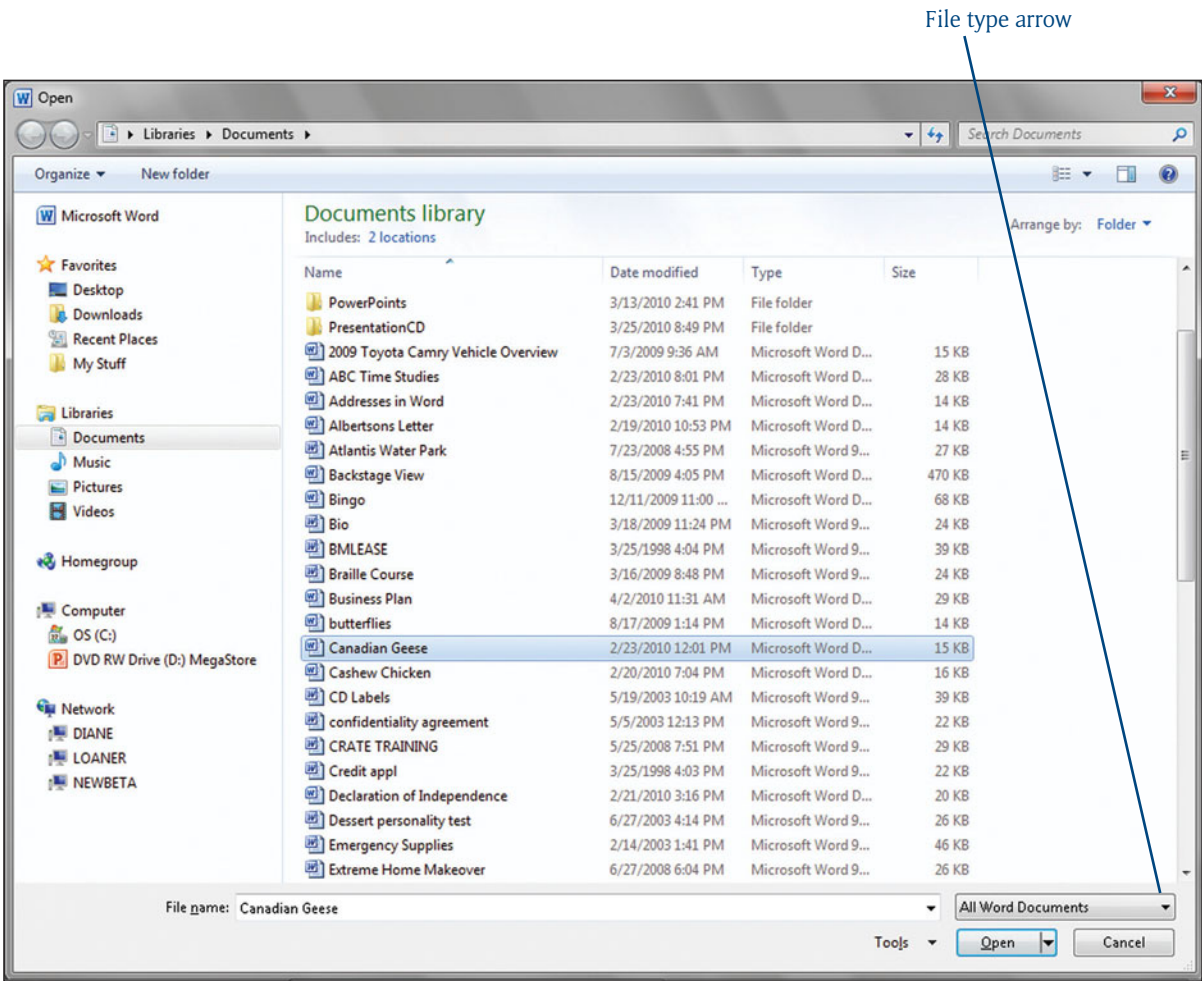 File type arrow
Open
Libraries Documents
Search Documents
Organize New folder
Microsoft Word
Favorites
Desktop
Downloads
Recent Places
My Stuff
Libraries
Documents
Music
Pictures
Videos
Homegroup
Computer
OS (C:)
DVD RW Drive (D:) MegaStore
Network
DIANE
LOANER
NEWBETA
Documents library
Includes: 2 locations
Arrange by: Folder
Name Date modified Type Size
PowerPoints 3/13/2010 2:41 PM File folder
PresentationCD 3/25/2010 8:49 PM File folder
2009 Toyota Camry Vehicle Overview 7/3/2009 9:36 AM Microsoft Word D... 15 KB
ABC Time Studies 2/23/2010 8:01 PM Microsoft Word D... 28 KB
Addresses in Word 2/23/2010 7:41 PM Microsoft Word D... 14 KB
Albertsons Letter 2/19/2010 10:53 PM Microsoft Word D... 14 KB
Atlantis Water Park 7/23/2008 4:55 PM Microsoft Word 9... 27 KB
Backstage View 8/15/2009 4:05 PM Microsoft Word D... 470 KB
Bingo 12/11/2009 11:00 ... Microsoft Word D... 68 KB
Bio 3/18/2009 11:24 PM Microsoft Word 9... 24 KB
BMLEASE 3/25/1998 4:04 PM Microsoft Word 9... 39 KB
Braille Course 3/16/2009 8:48 PM Microsoft Word 9... 24 KB
Business Plan 4/2/2010 11:31 AM Microsoft Word D... 29 KB
butterflies 8/17/2009 1:14 PM Microsoft Word D... 14 KB
Canadian Geese 2/23/2010 12:01 PM Microsoft Word D... 15 KB
Cashew Chicken 2/20/2010 7:04 PM Microsoft Word D... 16 KB
CD Labels 5/19/2003 10:19 AM Microsoft Word 9... 39 KB
confidentiality agreement 5/5/2003 12:13 PM Microsoft Word 9... 22 KB
CRATE TRAINING 5/25/2008 7:51 PM Microsoft Word 9... 29 KB
Credit appl 3/25/1998 4:03 PM Microsoft Word 9... 22 KB
Declaration of Independence 2/21/2010 3:16 PM Microsoft Word D... 20 KB
Dessert personality test 6/27/2003 4:14 PM Microsoft Word 9... 26 KB
Emergency Supplies 2/14/2003 1:41 PM Microsoft Word 9... 46 KB
Extreme Home Makeover 6/27/2008 6:04 PM Microsoft Word 9... 26 KB
File name: Canadian Geese All Word Documents
Tools Open Cancel